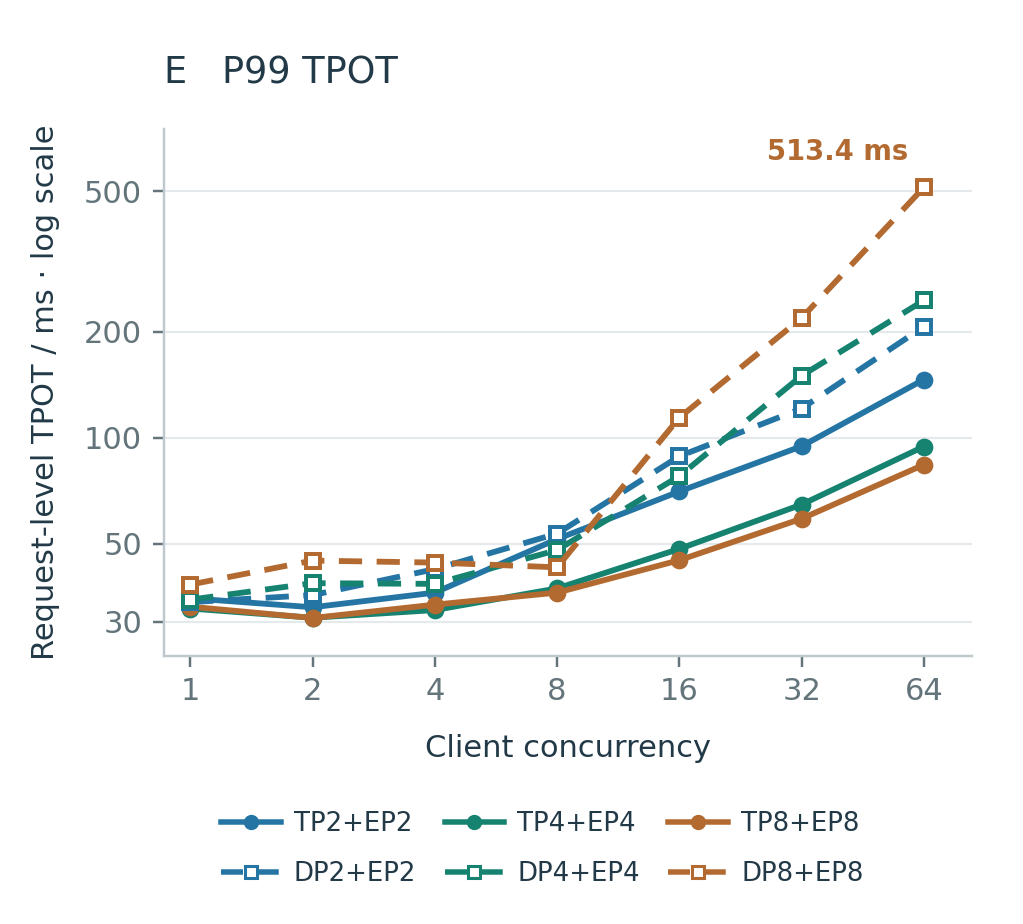 E P99 TPOT
Request-level TPOT / ms · log scale
513.4 ms
500
200
100
50
30
1 2 4 8 16 32 64
Client concurrency
TP2+EP2 TP4+EP4 TP8+EP8
DP2+EP2 DP4+EP4 DP8+EP8